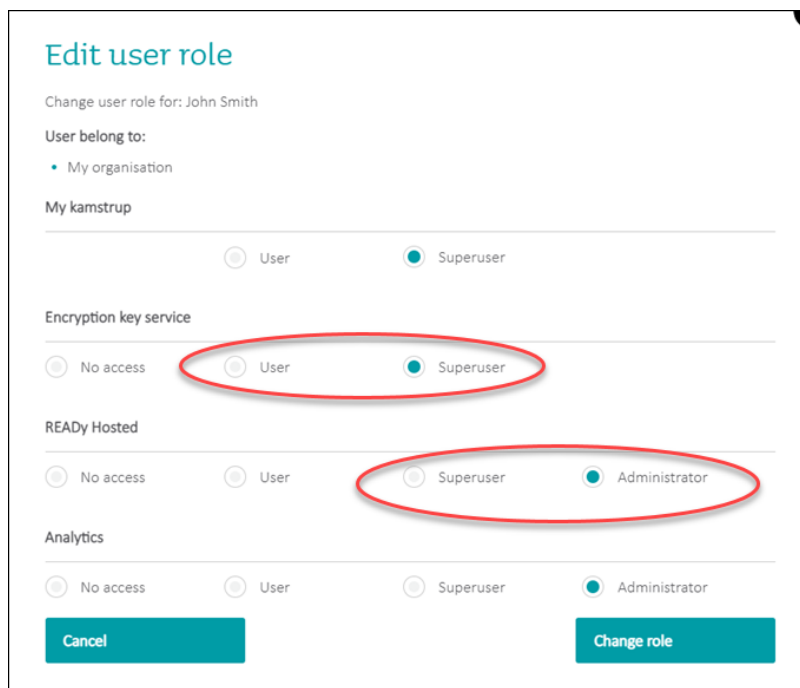 Edit user role
Change user role for: John Smith
User belong to:
• My organisation
My kamstrup
User Superuser
Encryption key service
No access User Superuser
READy Hosted
No access User Superuser Administrator
Analytics
No access User Superuser Administrator
Cancel Change role